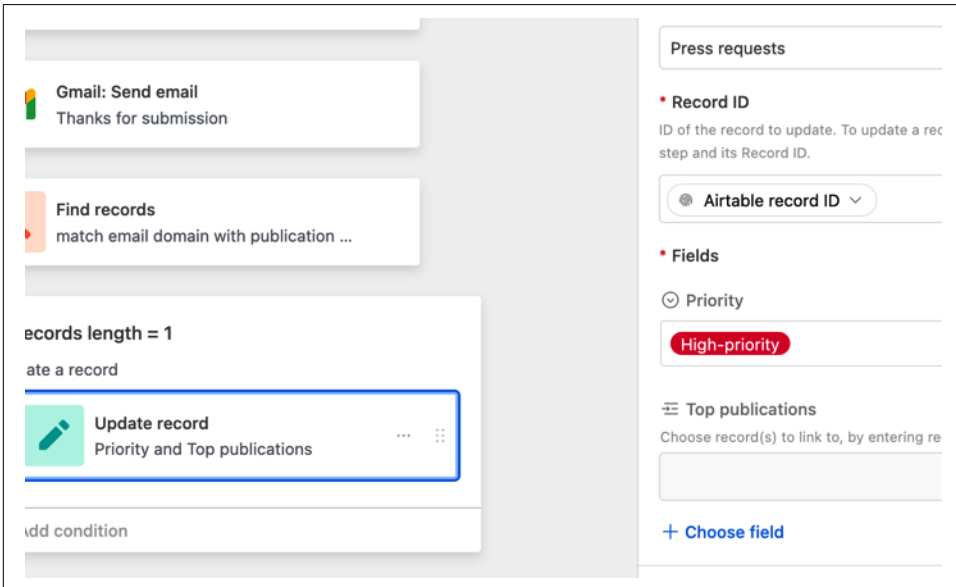 Gmail: Send email
Thanks for submission
Find records
match email domain with publication ...
ecords length = 1
ate a record
Update record
Priority and Top publications
Add condition
Press requests
* Record ID
ID of the record to update. To update a rec
step and its Record ID.
Airtable record ID
* Fields
Priority
High-priority
Top publications
Choose record(s) to link to, by entering re
+ Choose field